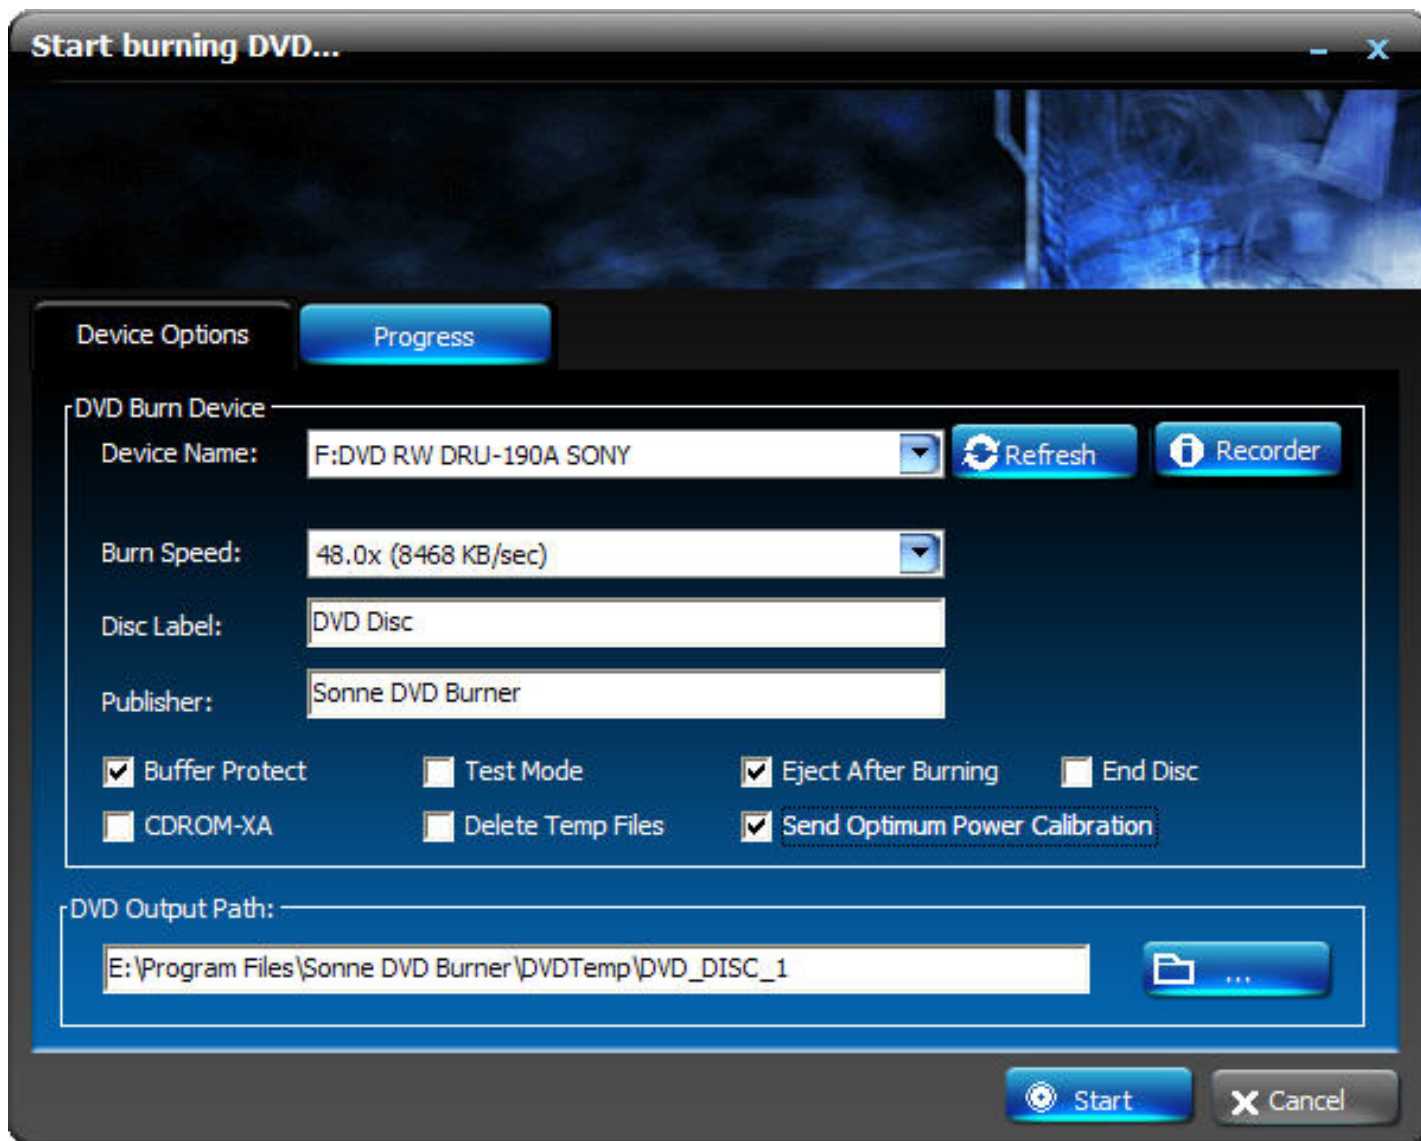 Start burning DVD...
Device Options
Progress
DVD Burn Device
Device Name:
F:DVD RW DRU-190A SONY
Refresh
Recorder
Burn Speed:
48.0x (8468 KB/sec)
Disc Label:
DVD Disc
Publisher:
Sonne DVD Burner
Buffer Protect
Test Mode
Eject After Burning
End Disc
CDROM-XA
Delete Temp Files
Send Optimum Power Calibration
DVD Output Path:
E:\Program Files\Sonne DVD Burner\DVDTemp\DVD_DISC_1
...
Start
Cancel